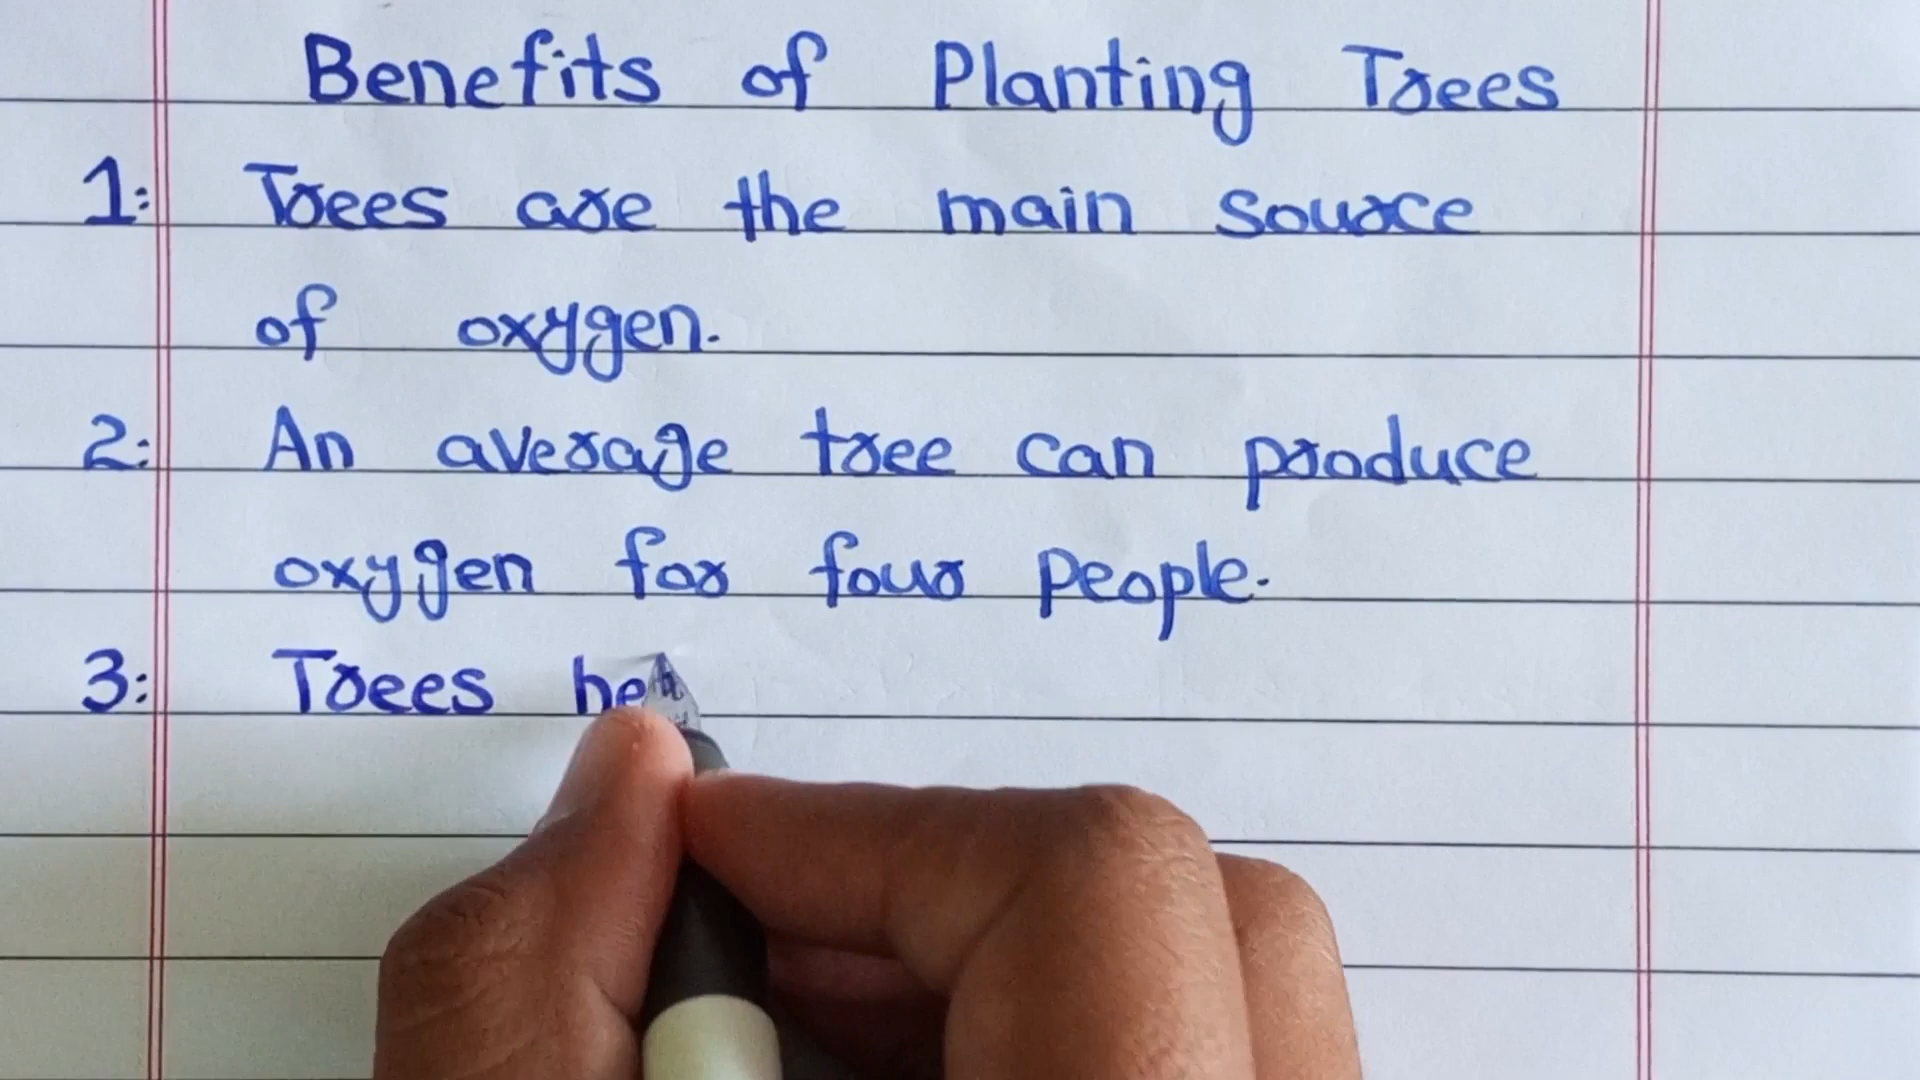 Benefits of Planting Trees
1: Trees are the main source
of oxygen.
2: An average tree can produce
oxygen for four people.
3: Trees he